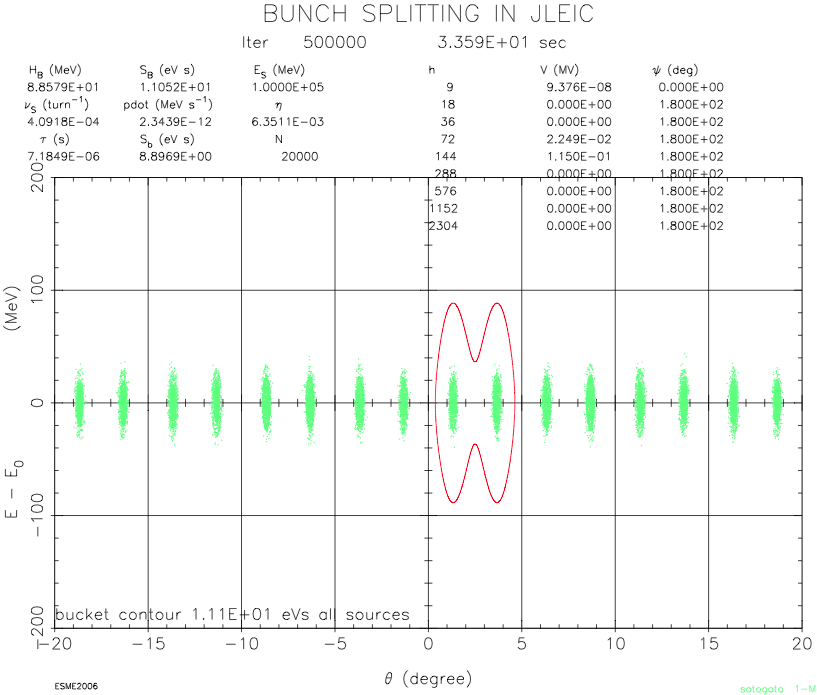 BUNCH SPLITTING IN JLEIC
Iter 500000 3.359E+01 sec
H_B (MeV) S_B (eV s) E_S (MeV) h V (MV) ψ (deg)
8.8579E+01 1.1052E+01 1.0000E+05 9 9.376E-08 0.000E+00
ν_S (turn⁻¹) pdot (MeV s⁻¹) η 18 0.000E+00 1.800E+02
4.0918E-04 2.3439E-12 6.3511E-03 36 0.000E+00 1.800E+02
τ (s) S_b (eV s) N 72 2.249E-02 1.800E+02
7.1849E-06 8.8969E+00 20000 144 1.150E-01 1.800E+02
288 0.000E+00 1.800E+02
576 0.000E+00 1.800E+02
1152 0.000E+00 1.800E+02
2304 0.000E+00 1.800E+02
200
100
0
-100
-200
E - E₀ (MeV)
bucket contour 1.11E+01 eVs all sources
-20 -15 -10 -5 0 5 10 15 20
θ (degree)
ESME2006
satogata 1-M